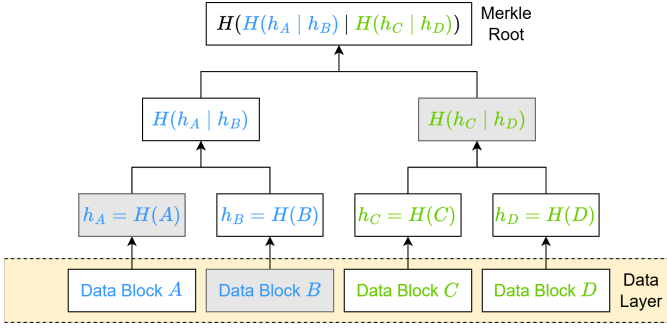 H(H(h_A | h_B) | H(h_C | h_D))
Merkle
Root
H(h_A | h_B)
H(h_C | h_D)
h_A = H(A)
h_B = H(B)
h_C = H(C)
h_D = H(D)
Data Block A
Data Block B
Data Block C
Data Block D
Data
Layer